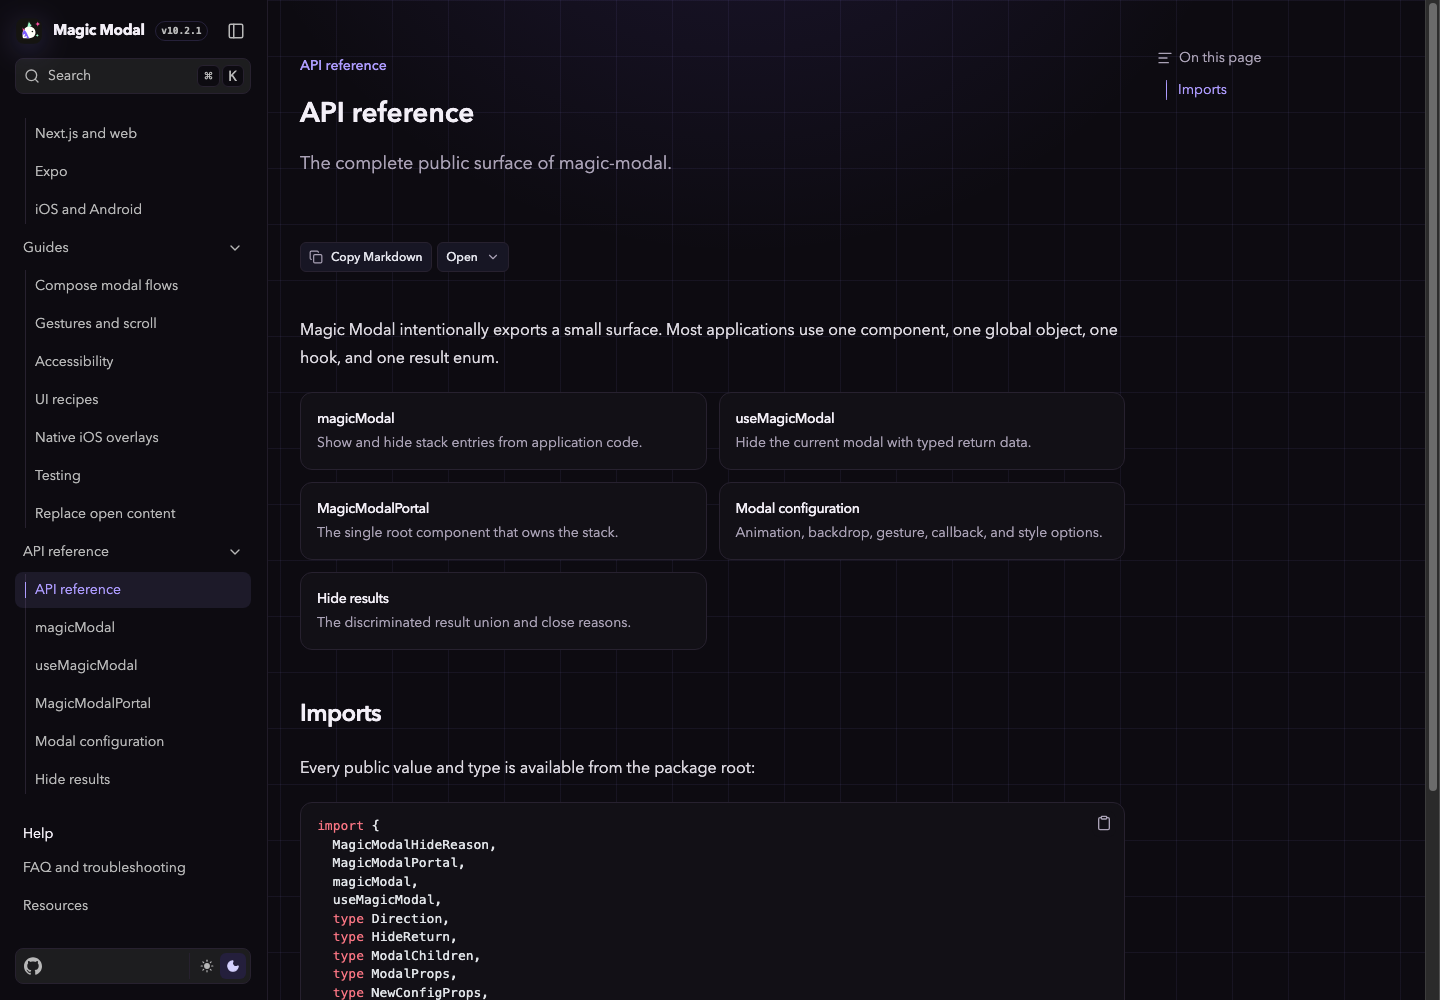 Magic Modal v10.2.1
Search ⌘ K
Next.js and web
Expo
iOS and Android
Guides
Compose modal flows
Gestures and scroll
Accessibility
UI recipes
Native iOS overlays
Testing
Replace open content
API reference
API reference
magicModal
useMagicModal
MagicModalPortal
Modal configuration
Hide results
Help
FAQ and troubleshooting
Resources
API reference
API reference
The complete public surface of magic-modal.
Copy Markdown Open
Magic Modal intentionally exports a small surface. Most applications use one component, one global object, one
hook, and one result enum.
magicModal
Show and hide stack entries from application code.
useMagicModal
Hide the current modal with typed return data.
MagicModalPortal
The single root component that owns the stack.
Modal configuration
Animation, backdrop, gesture, callback, and style options.
Hide results
The discriminated result union and close reasons.
Imports
Every public value and type is available from the package root:
import {
MagicModalHideReason,
MagicModalPortal,
magicModal,
useMagicModal,
type Direction,
type HideReturn,
type ModalChildren,
type ModalProps,
type NewConfigProps,
On this page
Imports